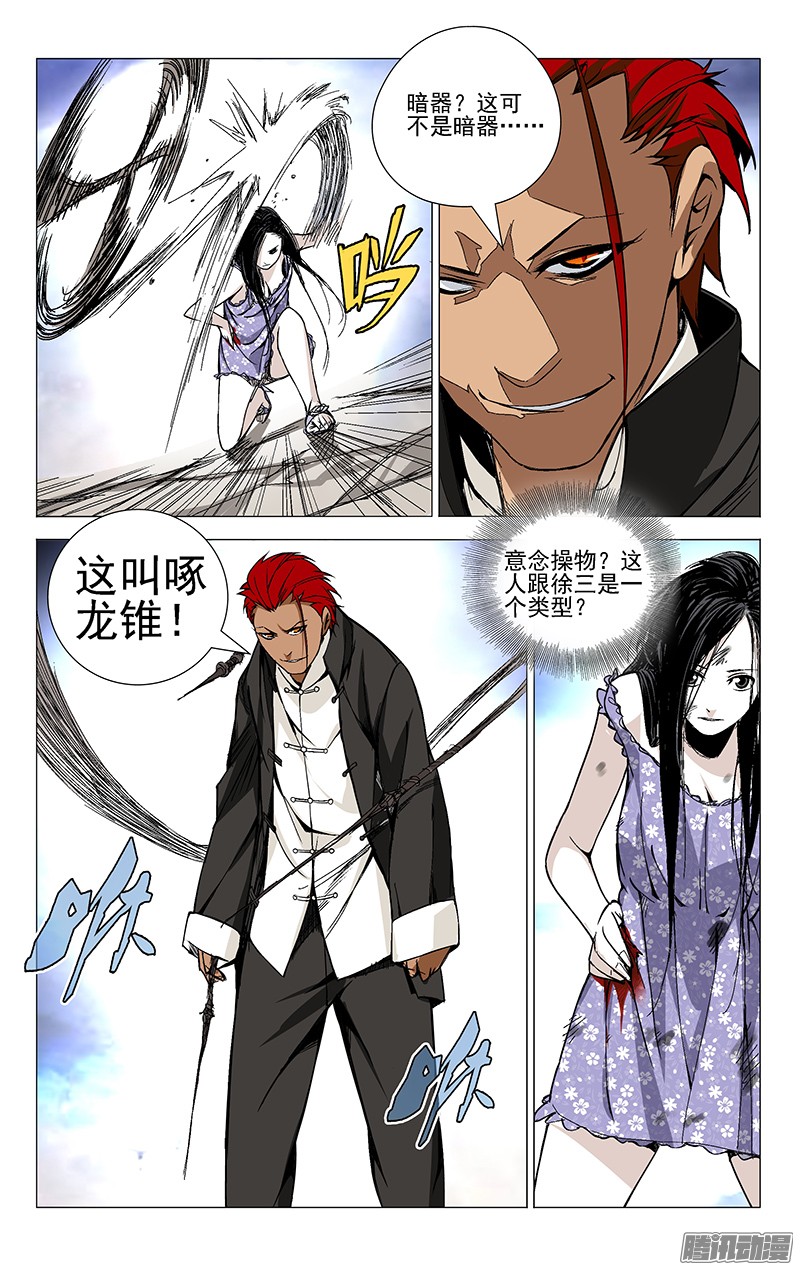 暗器？这可
不是暗器……
鸣
这叫啄
龙锥！
意念操物？这
人跟徐三是一
个类型？
咻
咻
腾讯动漫